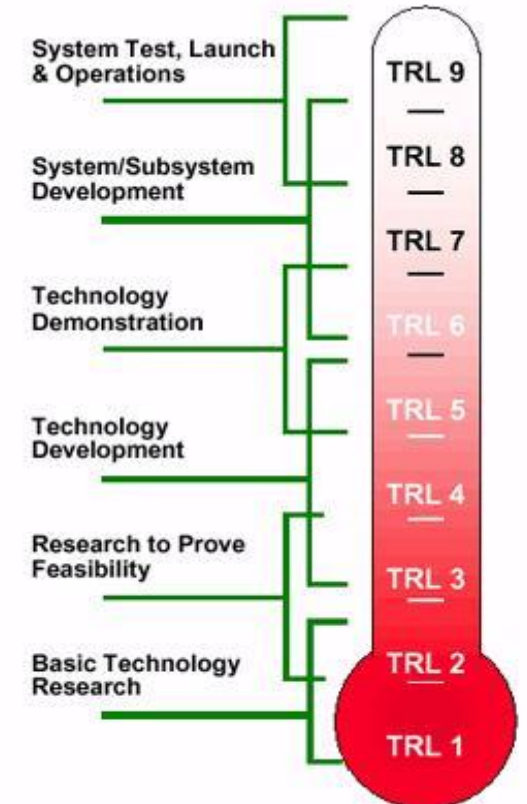 System Test, Launch
& Operations
System/Subsystem
Development
Technology
Demonstration
Technology
Development
Research to Prove
Feasibility
Basic Technology
Research
TRL 9
TRL 8
TRL 7
TRL 6
TRL 5
TRL 4
TRL 3
TRL 2
TRL 1